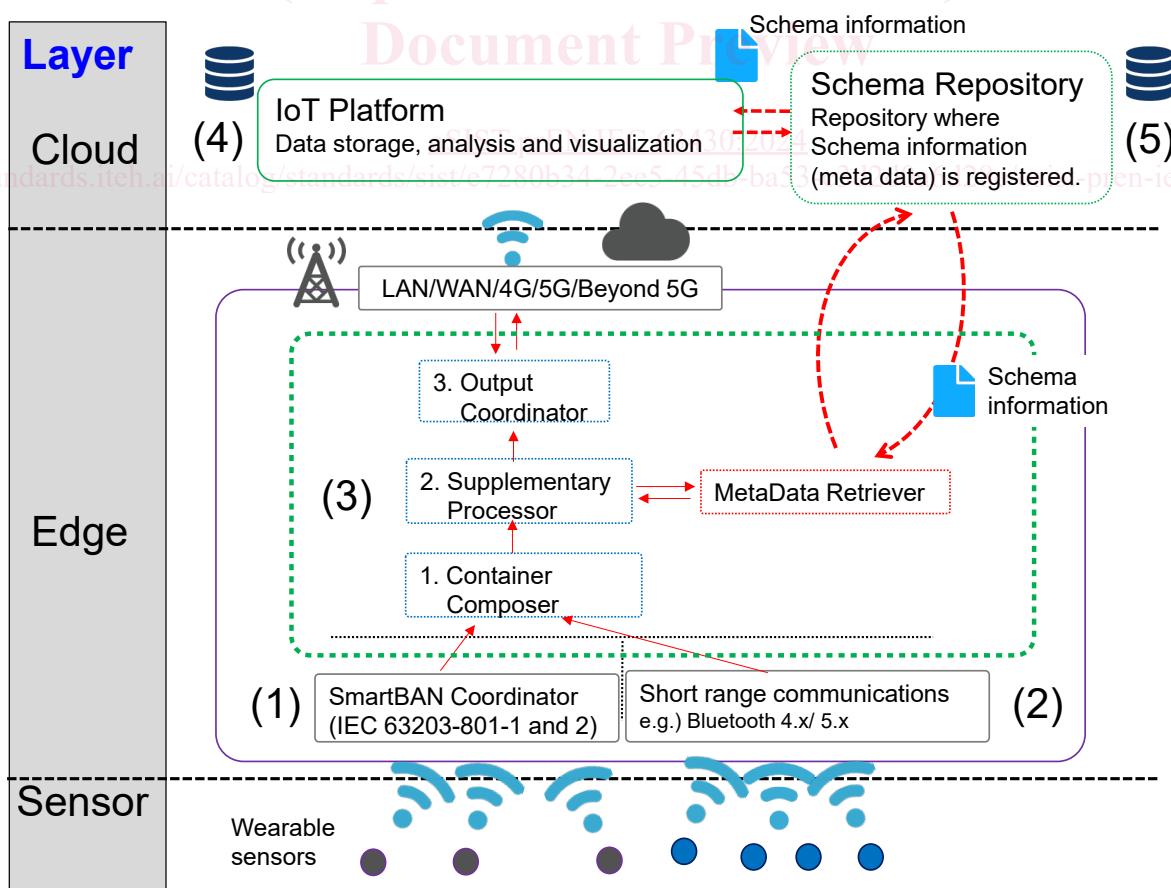 Document Preview
Schema information
Layer
Schema Repository
Repository where
Schema information
(meta data) is registered.
IoT Platform
Data storage, analysis and visualization
(4)
(5)
Cloud
LAN/WAN/4G/5G/Beyond 5G
3. Output
Coordinator
Schema
information
2. Supplementary
Processor
MetaData Retriever
(3)
Edge
1. Container
Composer
(1)
SmartBAN Coordinator
(IEC 63203-801-1 and 2)
Short range communications
e.g.) Bluetooth 4.x/ 5.x
(2)
Sensor
Wearable
sensors